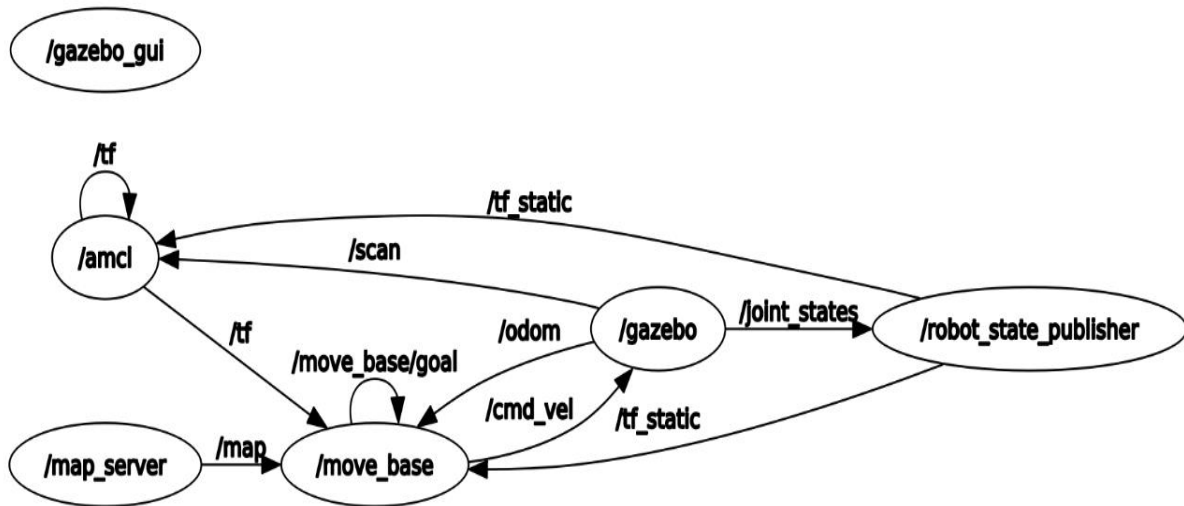 /gazebo_gui
/tf
/tf_static
/amcl
/scan
/joint_states
/gazebo
/robot_state_publisher
/tf
/odom
/move_base/goal
/cmd_vel
/tf_static
/map
/map_server
/move_base